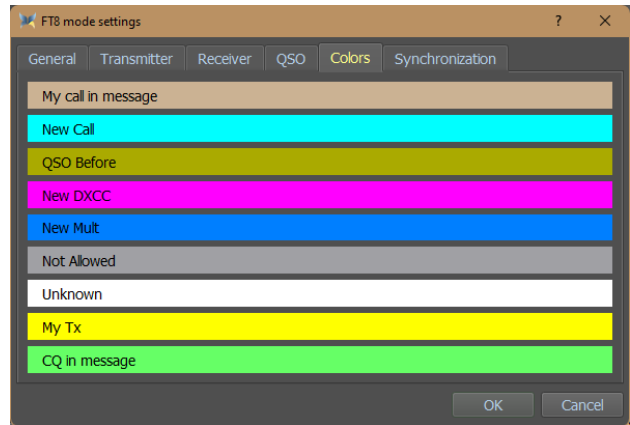 FT8 mode settings ? ×
General Transmitter Receiver QSO Colors Synchronization
My call in message
New Call
QSO Before
New DXCC
New Mult
Not Allowed
Unknown
My Tx
CQ in message
OK Cancel